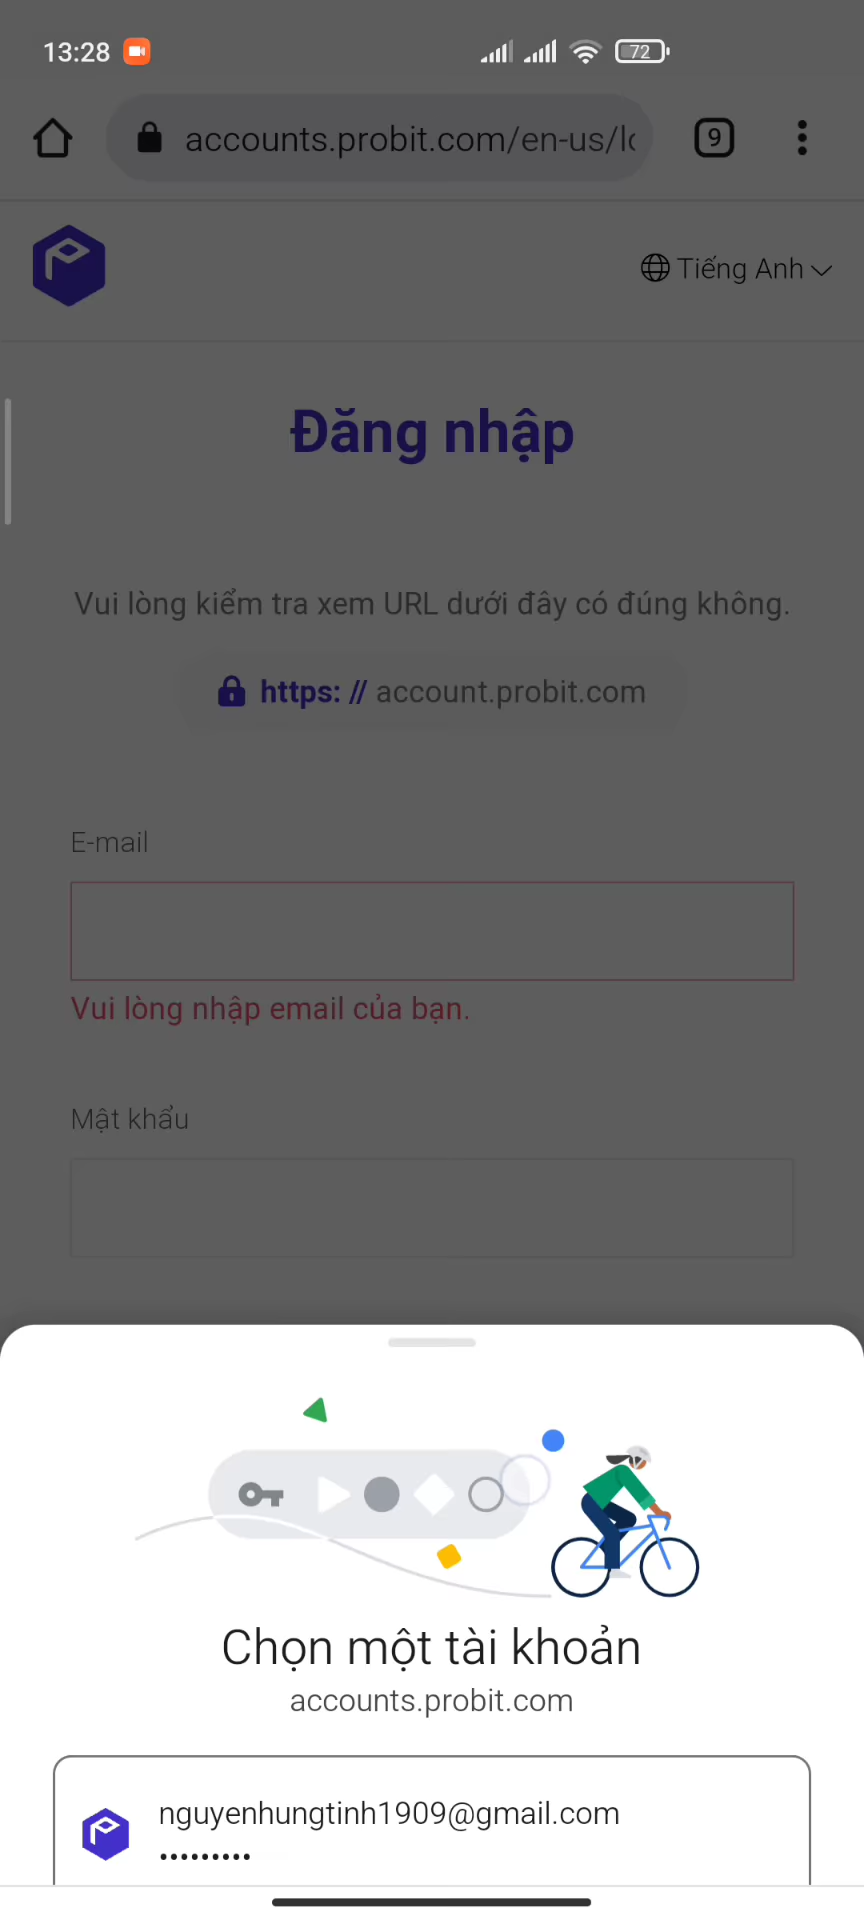 13:28
72
accounts.probit.com/en-us/lo
9
Tiếng Anh
Đăng nhập
Vui lòng kiểm tra xem URL dưới đây có đúng không.
https: // account.probit.com
E-mail
Vui lòng nhập email của bạn.
Mật khẩu
Chọn một tài khoản
accounts.probit.com
nguyenhungtinh1909@gmail.com
•••••••••